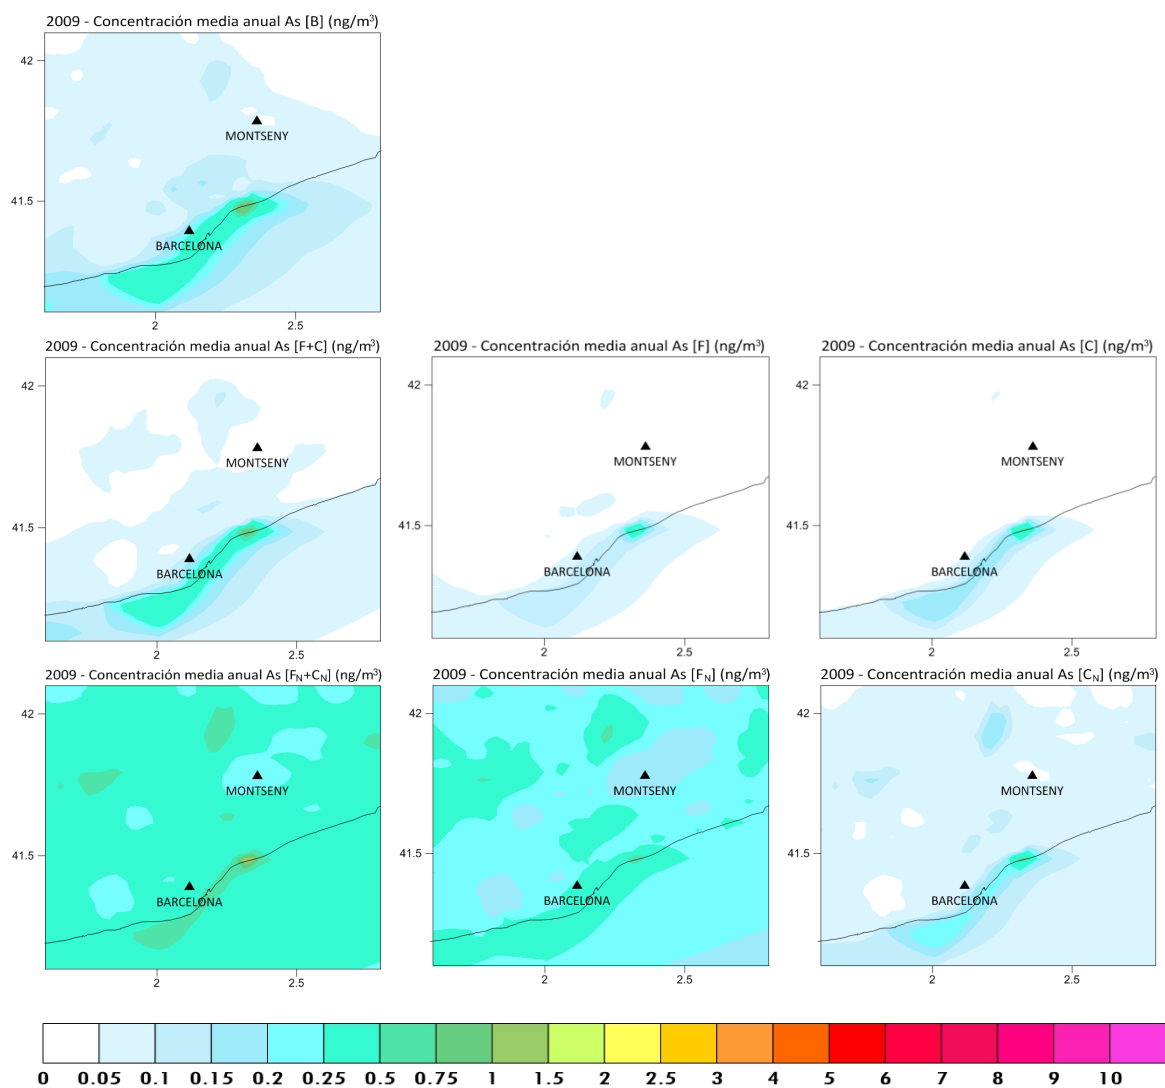 2009 - Concentración media anual As [B] (ng/m³)
42
MONTSENY
41.5
BARCELONA
2 2.5
2009 - Concentración media anual As [F+C] (ng/m³) 2009 - Concentración media anual As [F] (ng/m³) 2009 - Concentración media anual As [C] (ng/m³)
42 42 42
MONTSENY MONTSENY MONTSENY
41.5 41.5 41.5
BARCELONA BARCELONA BARCELONA
2 2.5 2 2.5 2 2.5
2009 - Concentración media anual As [FN+CN] (ng/m³) 2009 - Concentración media anual As [FN] (ng/m³) 2009 - Concentración media anual As [CN] (ng/m³)
42 42 42
MONTSENY MONTSENY MONTSENY
41.5 41.5 41.5
BARCELONA BARCELONA BARCELONA
2 2.5 2 2.5 2 2.5
0 0.05 0.1 0.15 0.2 0.25 0.5 0.75 1 1.5 2 2.5 3 4 5 6 7 8 9 10